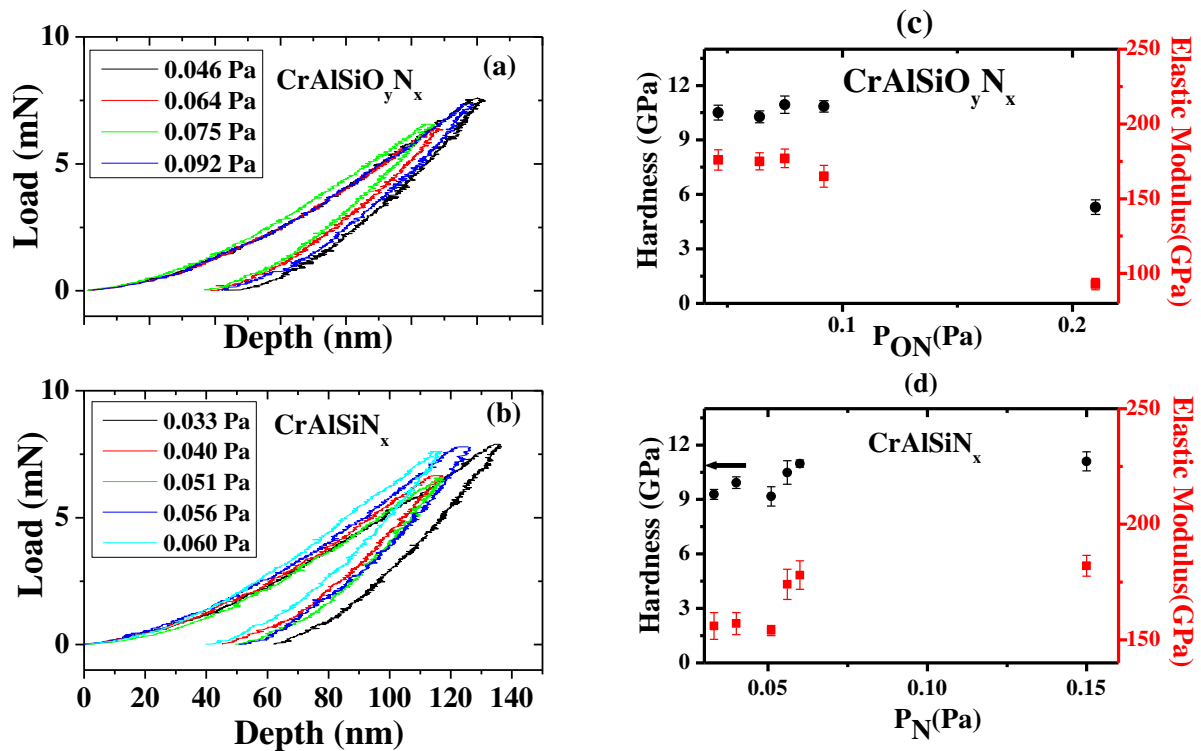 (a)
CrAlSiOyNx
0.046 Pa
0.064 Pa
0.075 Pa
0.092 Pa
10
5
0
Load (mN)
Depth (nm)
(b)
CrAlSiNx
0.033 Pa
0.040 Pa
0.051 Pa
0.056 Pa
0.060 Pa
10
5
0
Load (mN)
0 20 40 60 80 100 120 140
Depth (nm)
(c)
CrAlSiOyNx
12
9
6
3
0
Hardness ((GPa)
250
200
150
100
Elastic Modulus(GPa)
0.1 0.2
PON(Pa)
(d)
CrAlSiNx
12
9
6
3
0
Hardness (GPa)
250
200
150
Elastic Modulus(GPa)
0.05 0.10 0.15
PN(Pa)